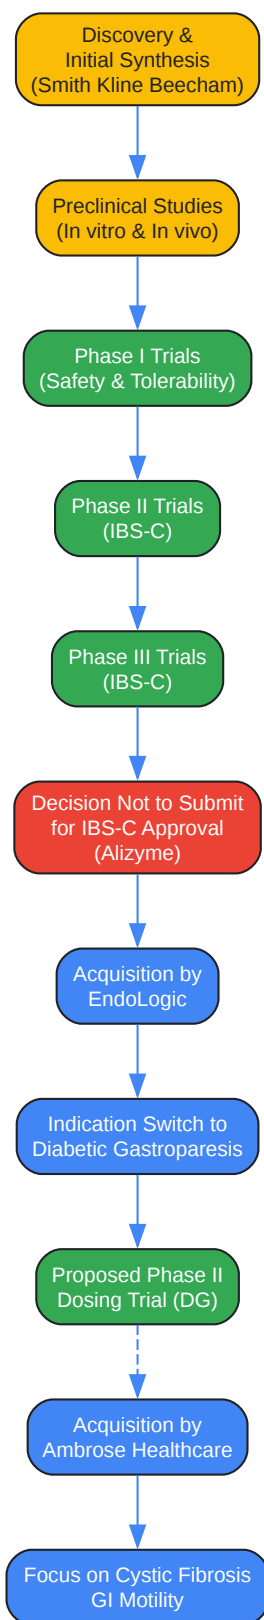 Discovery &
Initial Synthesis
(Smith Kline Beecham)
Preclinical Studies
(In vitro & In vivo)
Phase I Trials
(Safety & Tolerability)
Phase II Trials
(IBS-C)
Phase III Trials
(IBS-C)
Decision Not to Submit
for IBS-C Approval
(Alizyme)
Acquisition by
EndoLogic
Indication Switch to
Diabetic Gastroparesis
Proposed Phase II
Dosing Trial (DG)
Acquisition by
Ambrose Healthcare
Focus on Cystic Fibrosis
GI Motility